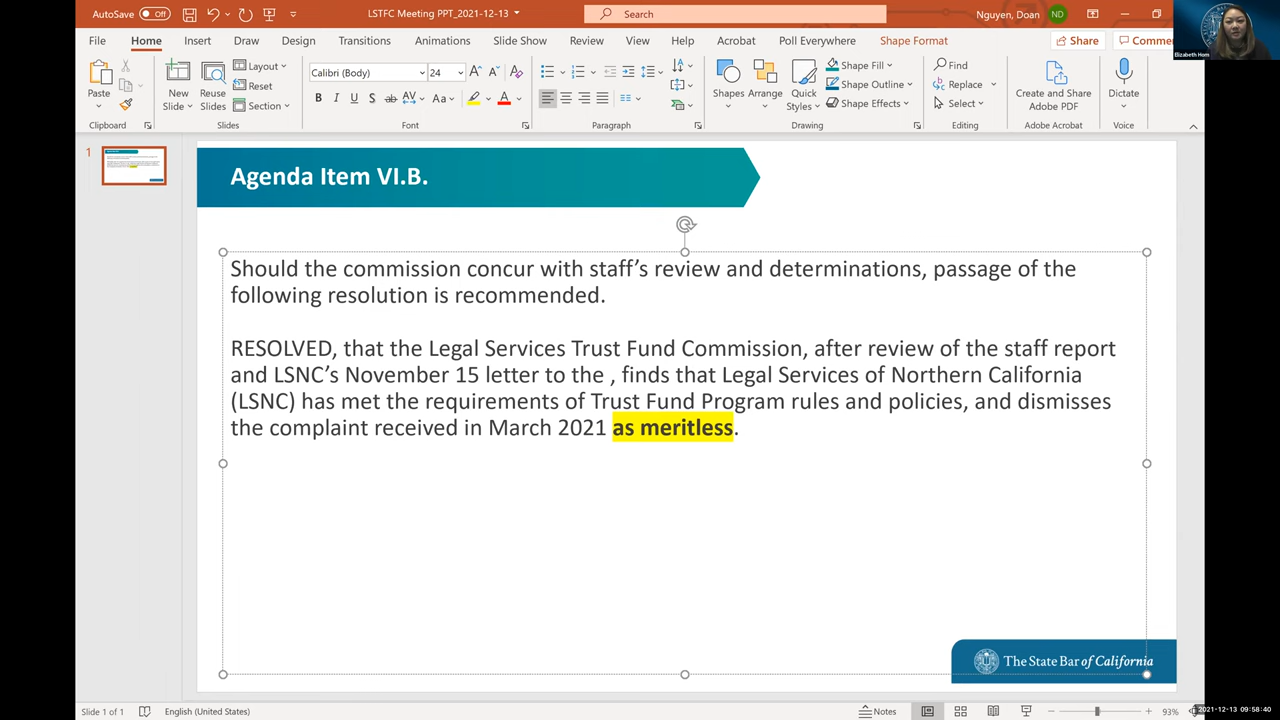 AutoSave Off LSTFC Meeting PPT_2021-12-13 Search Nguyen, Doan ND
File Home Insert Draw Design Transitions Animations Slide Show Review View Help Acrobat Poll Everywhere Shape Format Share Comme
Elizabeth Hom
Paste
Clipboard
New Slide
Reuse Slides
Layout
Reset
Section
Slides
Calibri (Body) 24
B I U S ab AV Aa A
Font
Paragraph
Shapes
Arrange
Quick Styles
Shape Fill
Shape Outline
Shape Effects
Drawing
Find
Replace
Select
Editing
Create and Share Adobe PDF
Adobe Acrobat
Dictate
Voice
1
Agenda Item VI.B.
Should the commission concur with staff's review and determinations, passage of the
following resolution is recommended.
RESOLVED, that the Legal Services Trust Fund Commission, after review of the staff report
and LSNC's November 15 letter to the , finds that Legal Services of Northern California
(LSNC) has met the requirements of Trust Fund Program rules and policies, and dismisses
the complaint received in March 2021 as meritless.
The State Bar of California
Slide 1 of 1 English (United States) Notes 93% 2021-12-13 09:58:40